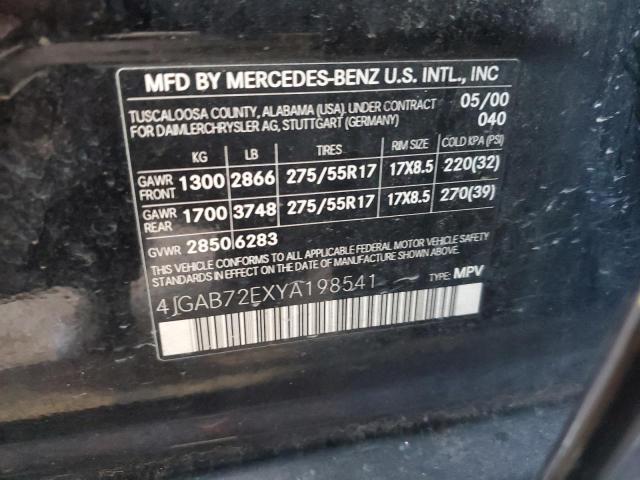 MFD BY MERCEDES-BENZ U.S. INTL., INC
TUSCALOOSA COUNTY, ALABAMA (USA), UNDER CONTRACT 05/00
FOR DAIMLERCHRYSLER AG, STUTTGART (GERMANY) 040
KG LB TIRES RIM SIZE COLD KPA (PSI)
GAWR FRONT 1300 2866 275/55R17 17X8.5 220(32)
GAWR REAR 1700 3748 275/55R17 17X8.5 270(39)
GVWR 2850 6283
THIS VEHICLE CONFORMS TO ALL APPLICABLE FEDERAL MOTOR VEHICLE SAFETY
STANDARDS IN EFFECT ON THE DATE OF MANUFACTURE SHOWN ABOVE.
4JGAB72EXYA198541 TYPE: MPV